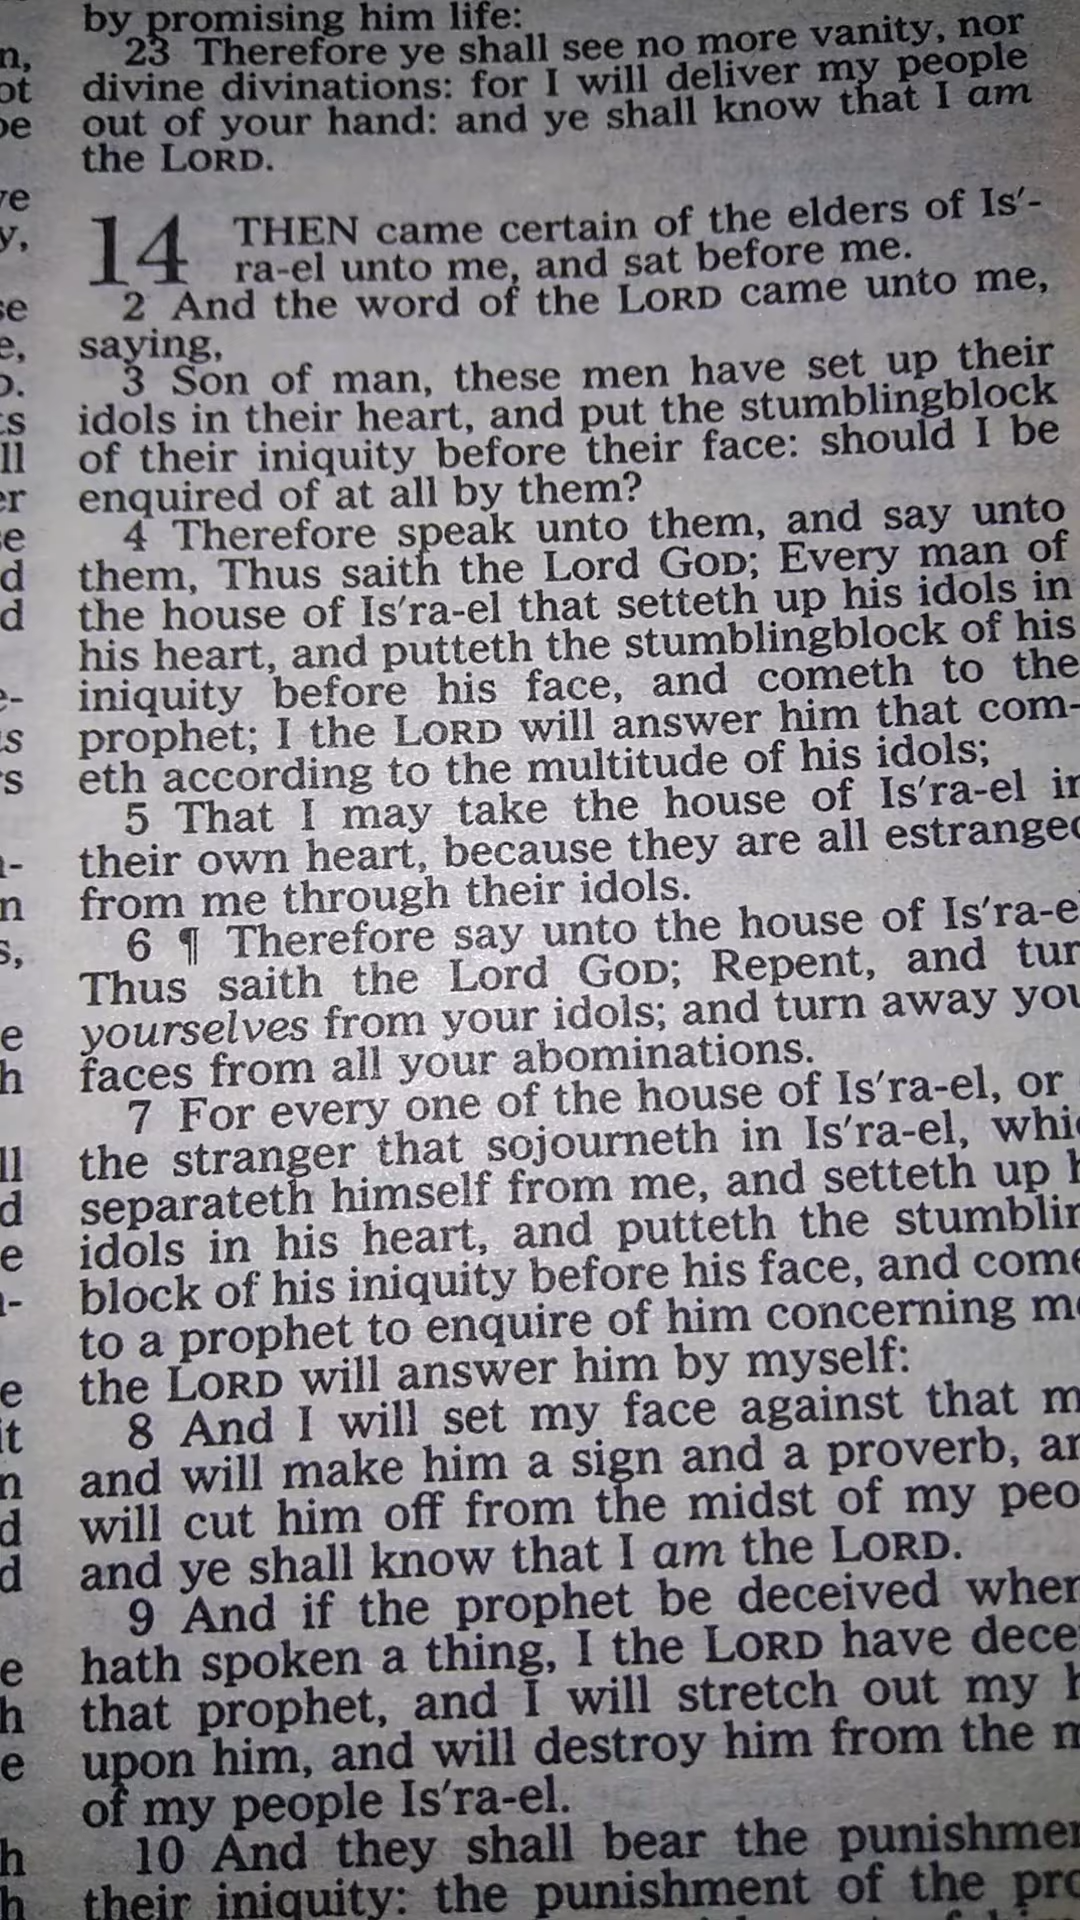 by promising him life:
23 Therefore ye shall see no more vanity, nor
divine divinations: for I will deliver my people
out of your hand: and ye shall know that I am
the LORD.
14 THEN came certain of the elders of Is′-
ra-el unto me, and sat before me.
2 And the word of the LORD came unto me,
saying,
3 Son of man, these men have set up their
idols in their heart, and put the stumblingblock
of their iniquity before their face: should I be
enquired of at all by them?
4 Therefore speak unto them, and say unto
them, Thus saith the Lord GOD; Every man of
the house of Is′ra-el that setteth up his idols in
his heart, and putteth the stumblingblock of his
iniquity before his face, and cometh to the
prophet; I the LORD will answer him that com-
eth according to the multitude of his idols;
5 That I may take the house of Is′ra-el in
their own heart, because they are all estranged
from me through their idols.
6 ¶ Therefore say unto the house of Is′ra-e
Thus saith the Lord GOD; Repent, and tur
yourselves from your idols; and turn away you
faces from all your abominations.
7 For every one of the house of Is′ra-el, or
the stranger that sojourneth in Is′ra-el, whic
separateth himself from me, and setteth up h
idols in his heart, and putteth the stumblin
block of his iniquity before his face, and come
to a prophet to enquire of him concerning me
the LORD will answer him by myself:
8 And I will set my face against that m
and will make him a sign and a proverb, an
will cut him off from the midst of my peo
and ye shall know that I am the LORD.
9 And if the prophet be deceived when
hath spoken a thing, I the LORD have dece
that prophet, and I will stretch out my h
upon him, and will destroy him from the m
of my people Is′ra-el.
10 And they shall bear the punishmen
their iniquity: the punishment of the pro